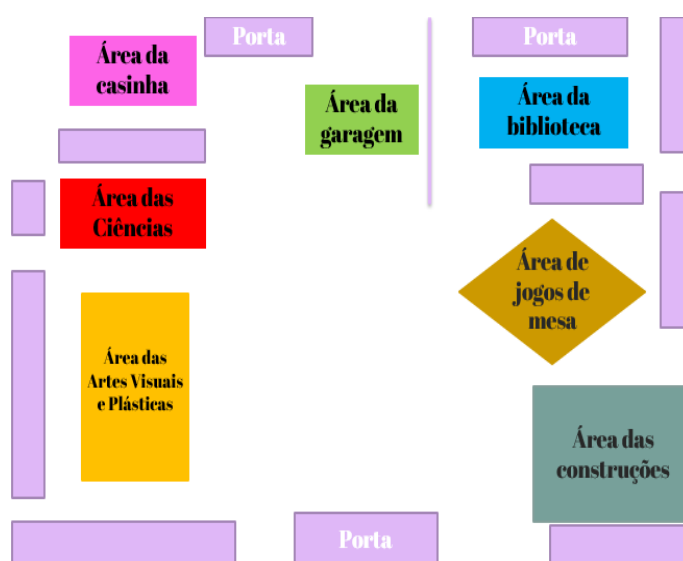 Porta
Porta
Área da
casinha
Área da
garagem
Área da
biblioteca
Área das
Ciências
Área de
jogos de
mesa
Área das
Artes Visuais
e Plásticas
Área das
construções
Porta